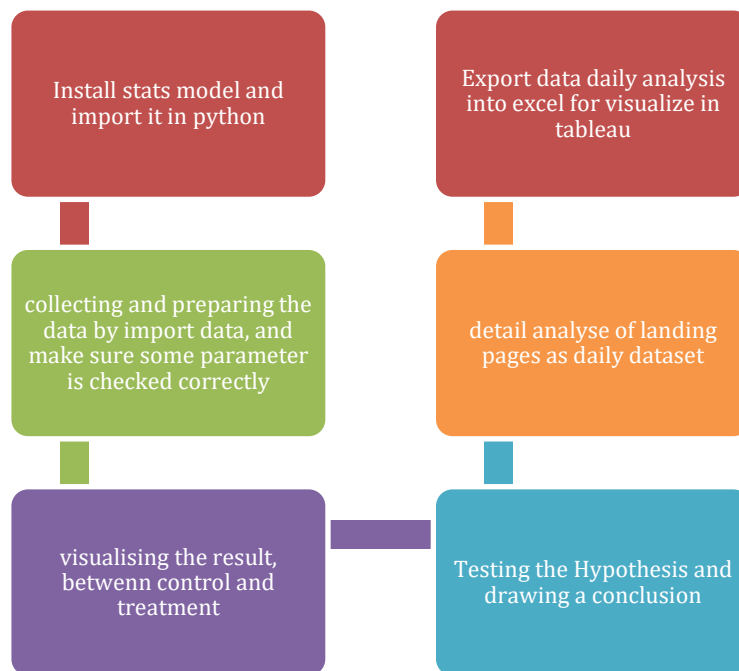 Install stats model and
import it in python
collecting and preparing the
data by import data, and
make sure some parameter
is checked correctly
visualising the result,
betwenn control and
treatment
Testing the Hypothesis and
drawing a conclusion
detail analyse of landing
pages as daily dataset
Export data daily analysis
into excel for visualize in
tableau